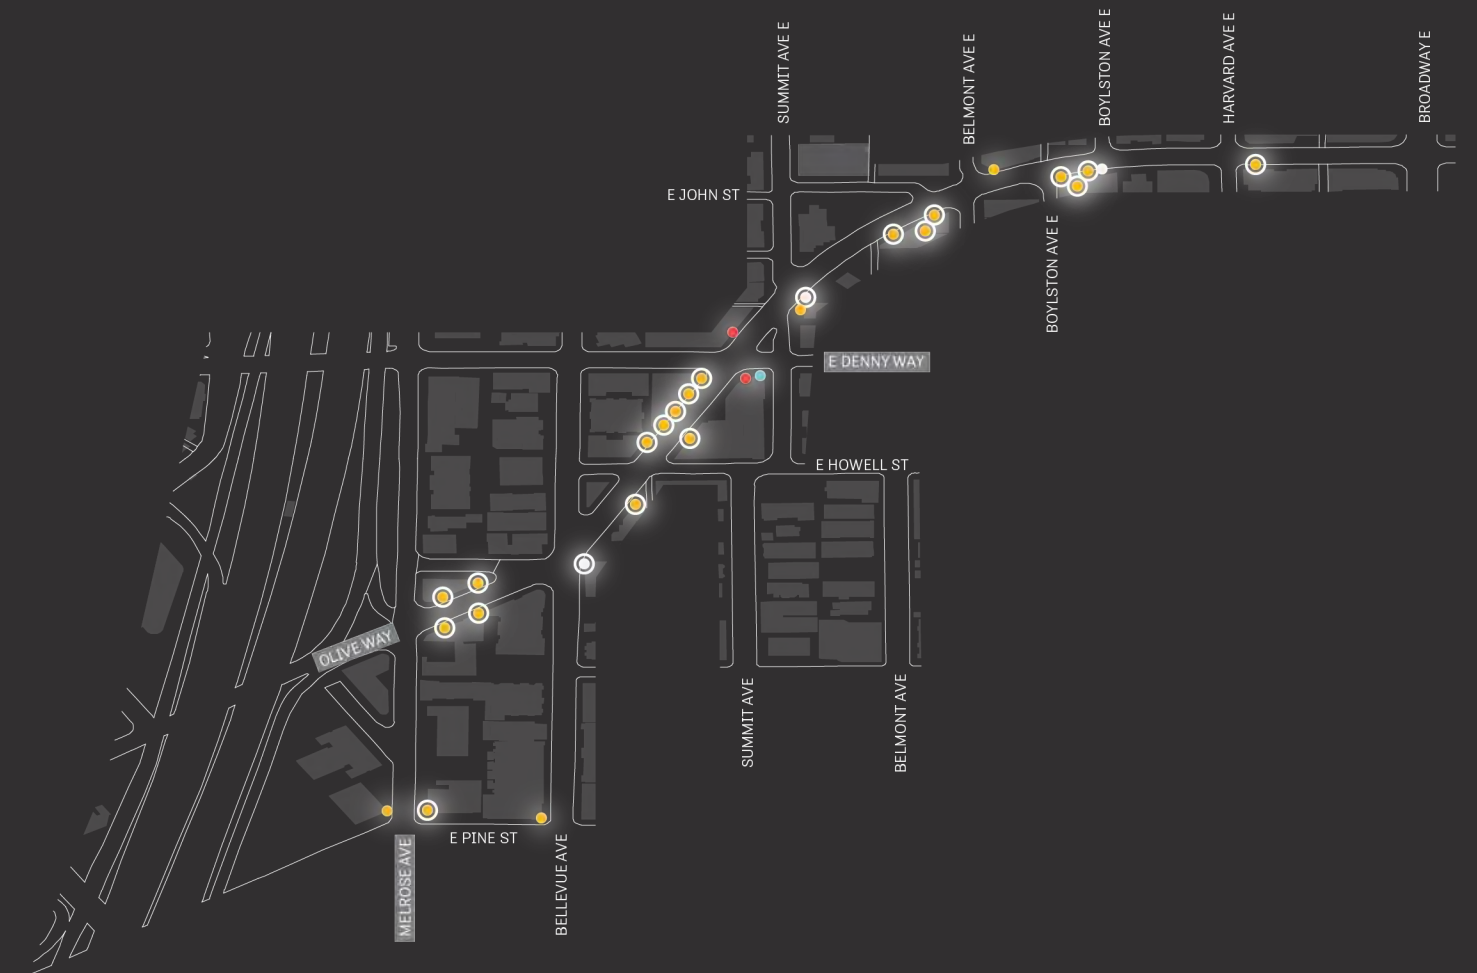 SUMMIT AVE E
BELMONT AVE E
BOYLSTON AVE E
HARVARD AVE E
BROADWAY E
E JOHN ST
BOYLSTON AVE E
E DENNY WAY
E HOWELL ST
OLIVE WAY
SUMMIT AVE
BELMONT AVE
E PINE ST
MELROSE AVE
BELLEVUE AVE